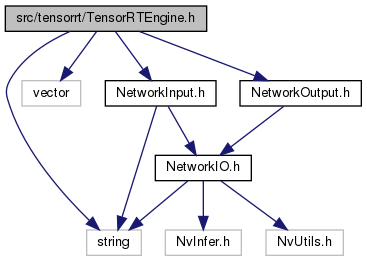 src/tensorrt/TensorRTEngine.h
vector
NetworkInput.h
NetworkOutput.h
NetworkIO.h
string
NvInfer.h
NvUtils.h